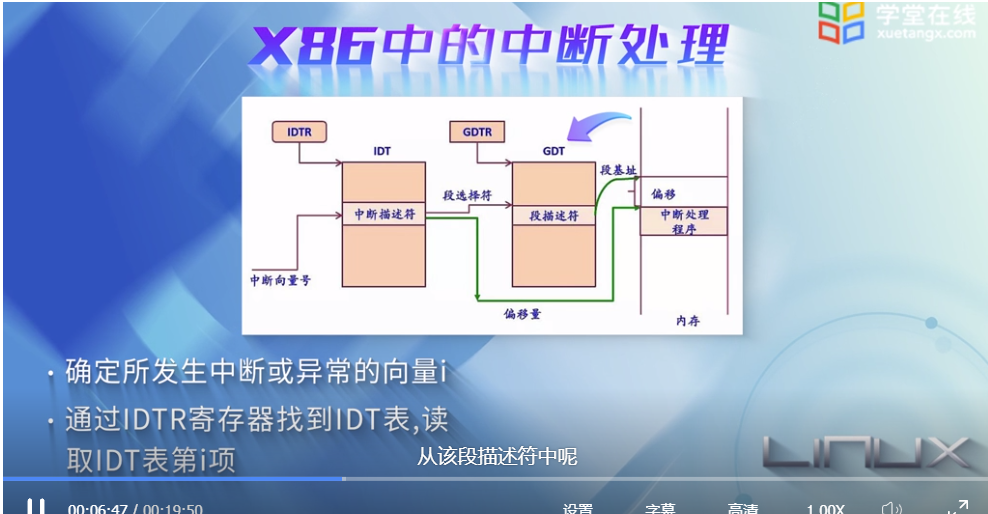 学堂在线
xuetangx.com
X86中的中断处理
IDTR
GDTR
IDT
GDT
段基址
段选择符
偏移
中断描述符
段描述符
中断处理
程序
中断向量号
偏移量
内存
·确定所发生中断或异常的向量i
·通过IDTR寄存器找到IDT表,读
取IDT表第i项
LINUX
从该段描述符中呢
00:06:47 / 00:19:50
设置
字幕
高清
1.00X